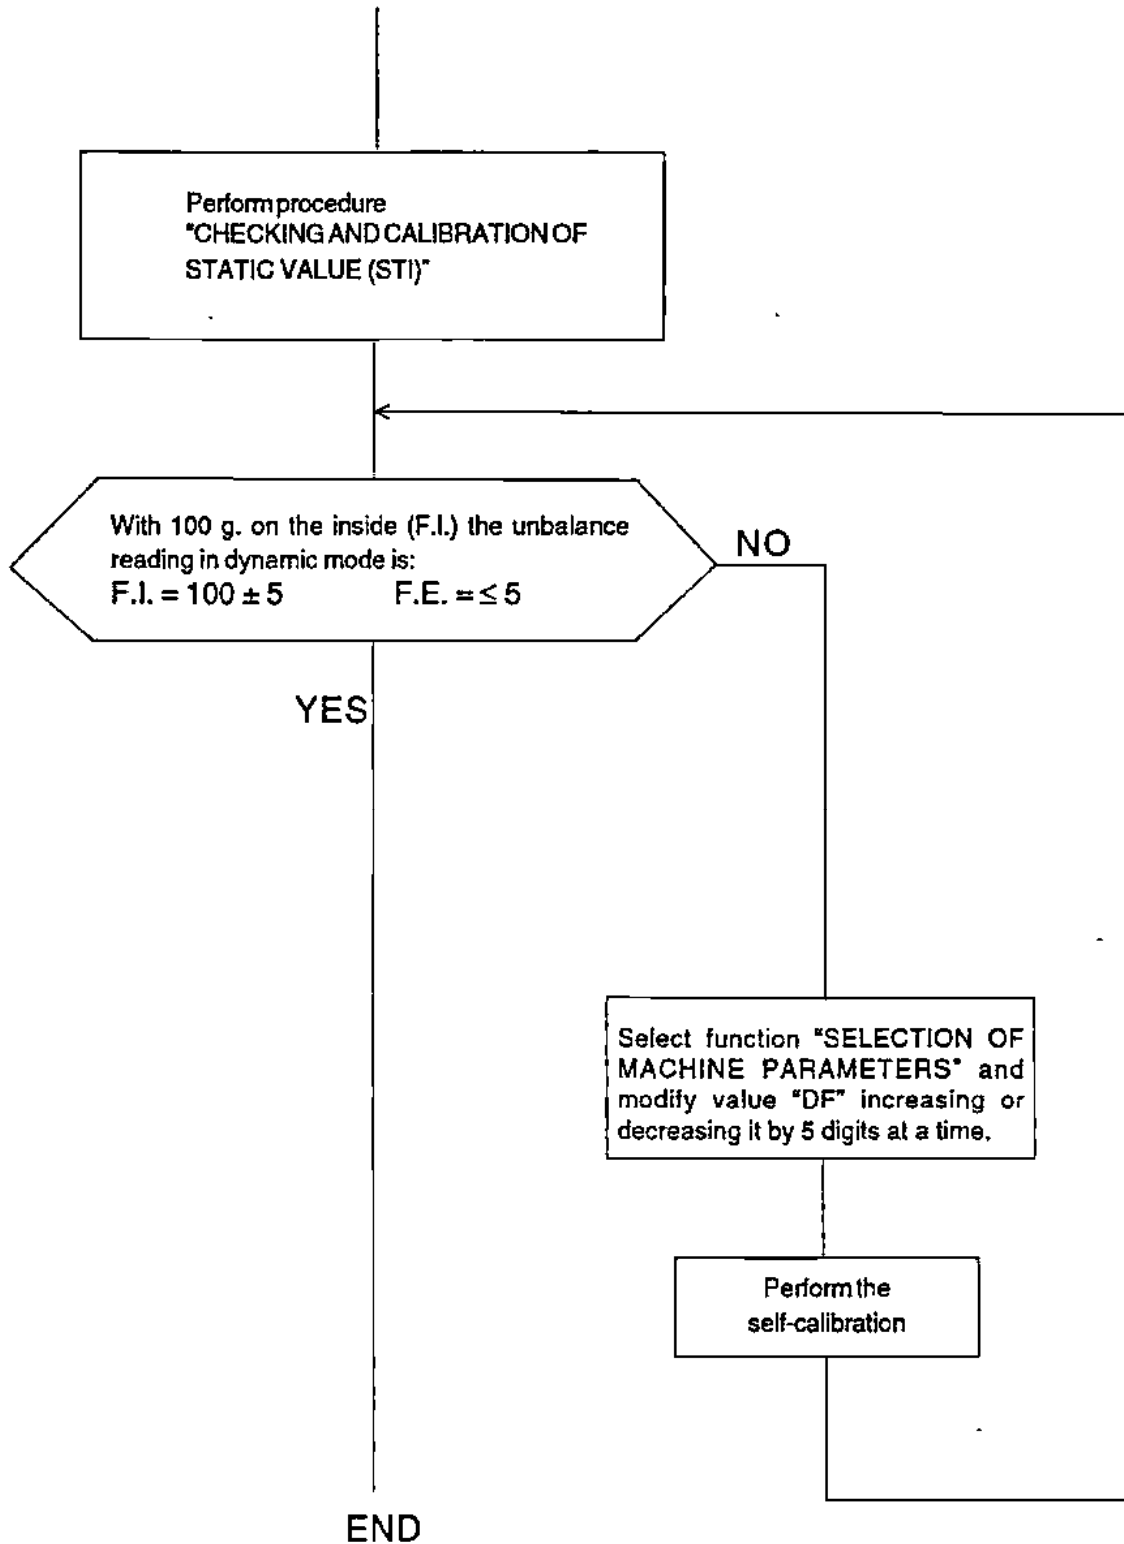 Perform procedure
"CHECKING AND CALIBRATION OF
STATIC VALUE (STI)"
With 100 g. on the inside (F.I.) the unbalance
reading in dynamic mode is:
F.I. = 100 ± 5 F.E. = ≤ 5
NO
YES
Select function "SELECTION OF
MACHINE PARAMETERS" and
modify value "DF" increasing or
decreasing it by 5 digits at a time.
Perform the
self-calibration
END